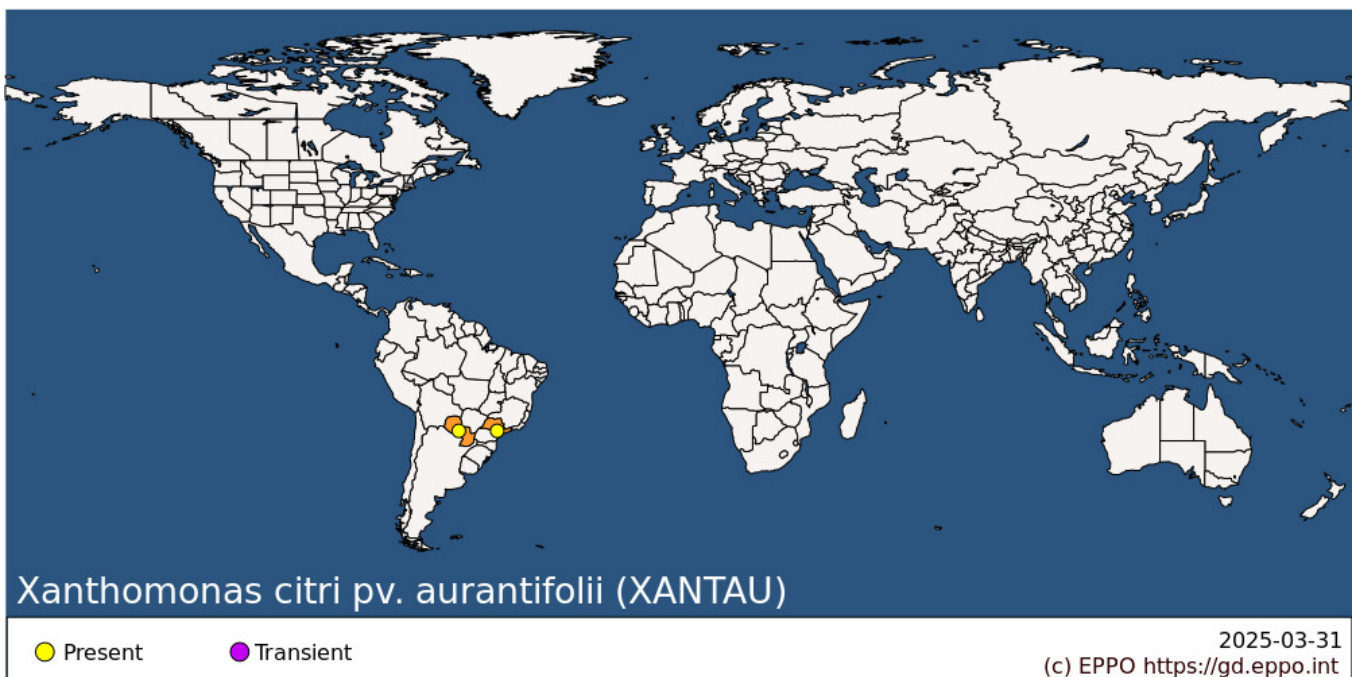 Xanthomonas citri pv. aurantifolii (XANTAU)
Present
Transient
2025-03-31
(c) EPPO https://gd.eppo.int